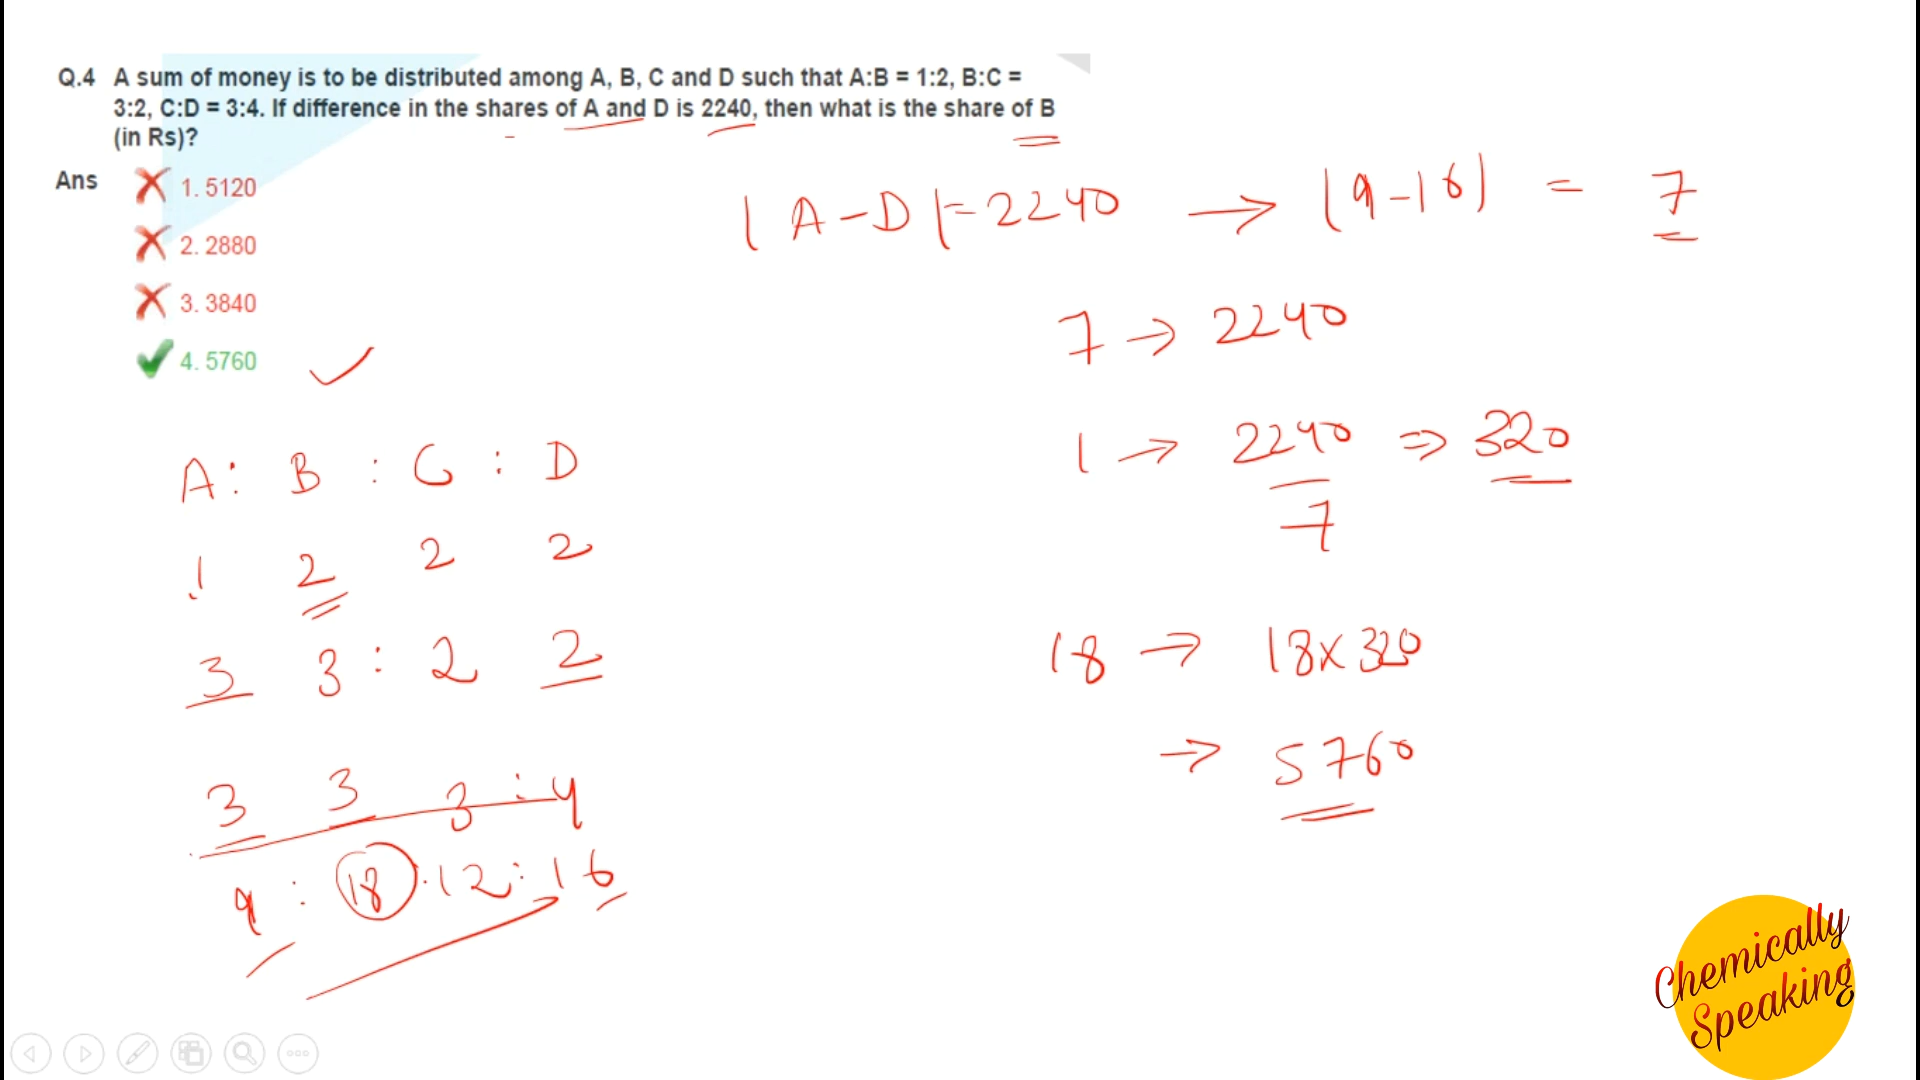 Q.4 A sum of money is to be distributed among A, B, C and D such that A:B = 1:2, B:C =
3:2, C:D = 3:4. If difference in the shares of A and D is 2240, then what is the share of B
(in Rs)?
Ans
1. 5120
2. 2880
3. 3840
4. 5760
A : B : C : D
1 2 2 2
3 3 : 2 2
3 3 3 : 4
9 : 18 : 12 : 16
|A-D|=2240 → |9-16| = 7
7 → 2240
1 → 2240/7 ⇒ 320
18 → 18x320
→ 5760
Chemically
Speaking